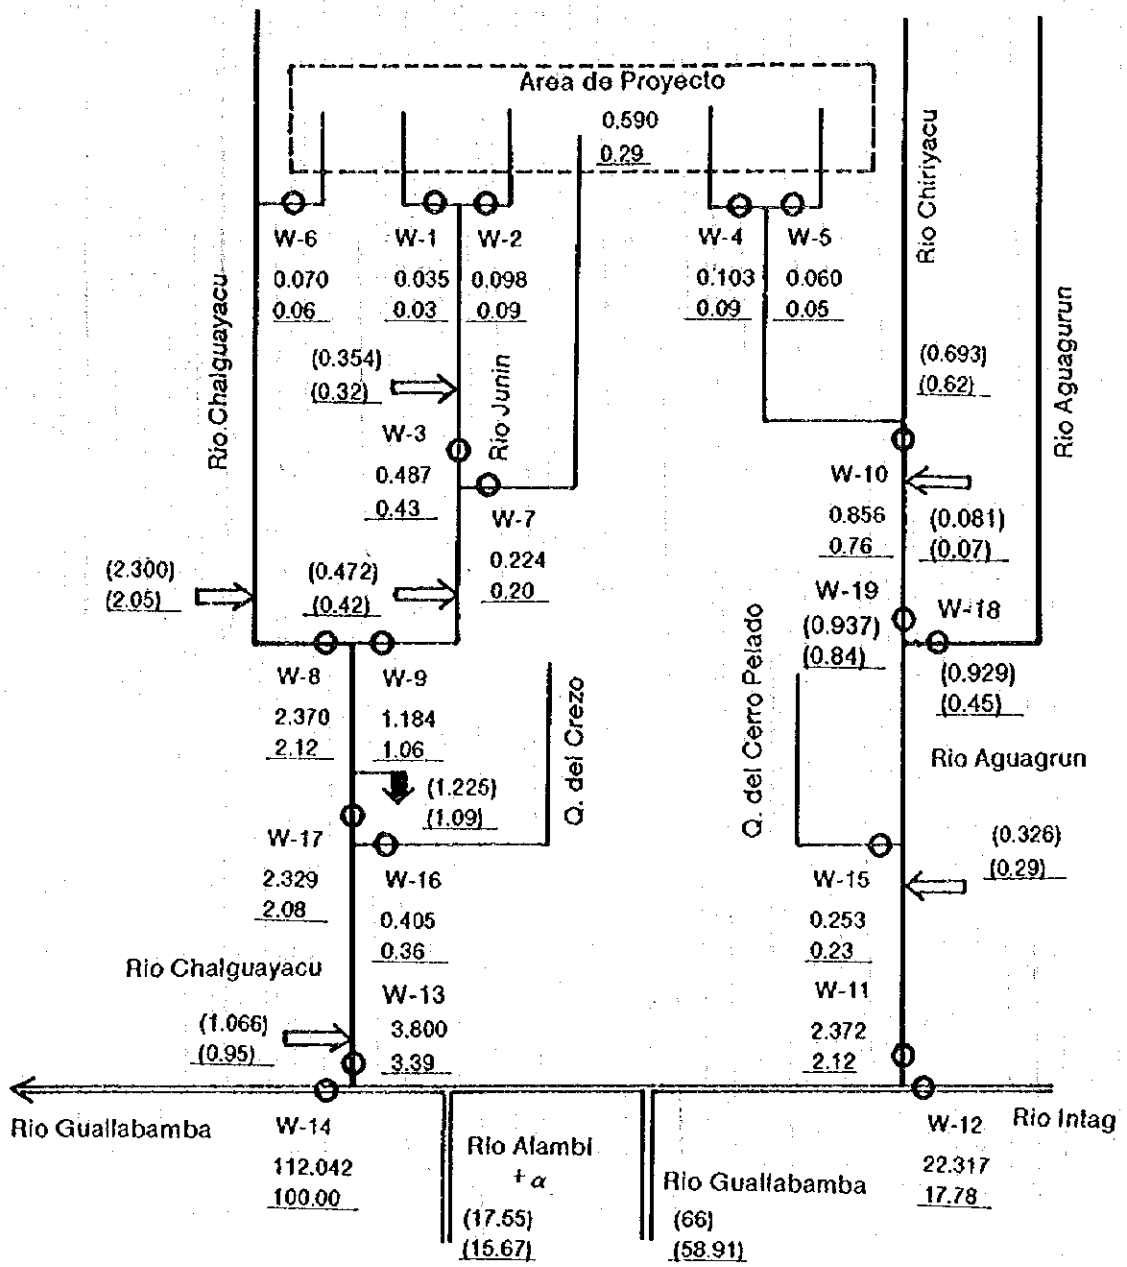 Area de Proyecto
0.590
0.29
Rio Chiriyacu
W-6
W-1
W-2
W-4
W-5
0.070
0.06
0.035
0.03
0.098
0.09
0.103
0.09
0.060
0.05
Rio Chalguayacu
Rio Aguagurun
(0.354)
(0.32)
(0.693)
(0.62)
Rio Junin
W-3
0.487
0.43
W-10
0.856
0.76
W-7
0.224
0.20
(0.081)
(0.07)
(2.300)
(2.05)
(0.472)
(0.42)
W-19
(0.937)
(0.84)
W-18
(0.929)
(0.45)
W-8
2.370
2.12
W-9
1.184
1.06
Q. del Crezo
Q. del Cerro Pelado
Rio Aguagrun
(1.225)
(1.09)
W-17
2.329
2.08
(0.326)
(0.29)
W-16
0.405
0.36
W-15
0.253
0.23
Rio Chalguayacu
W-13
3.800
3.39
W-11
2.372
2.12
(1.066)
(0.95)
Rio Guallabamba
W-14
112.042
100.00
Rio Alambi
+ α
(17.55)
(15.67)
Rio Guallabamba
(66)
(58.91)
W-12
22.317
17.78
Rio Intag